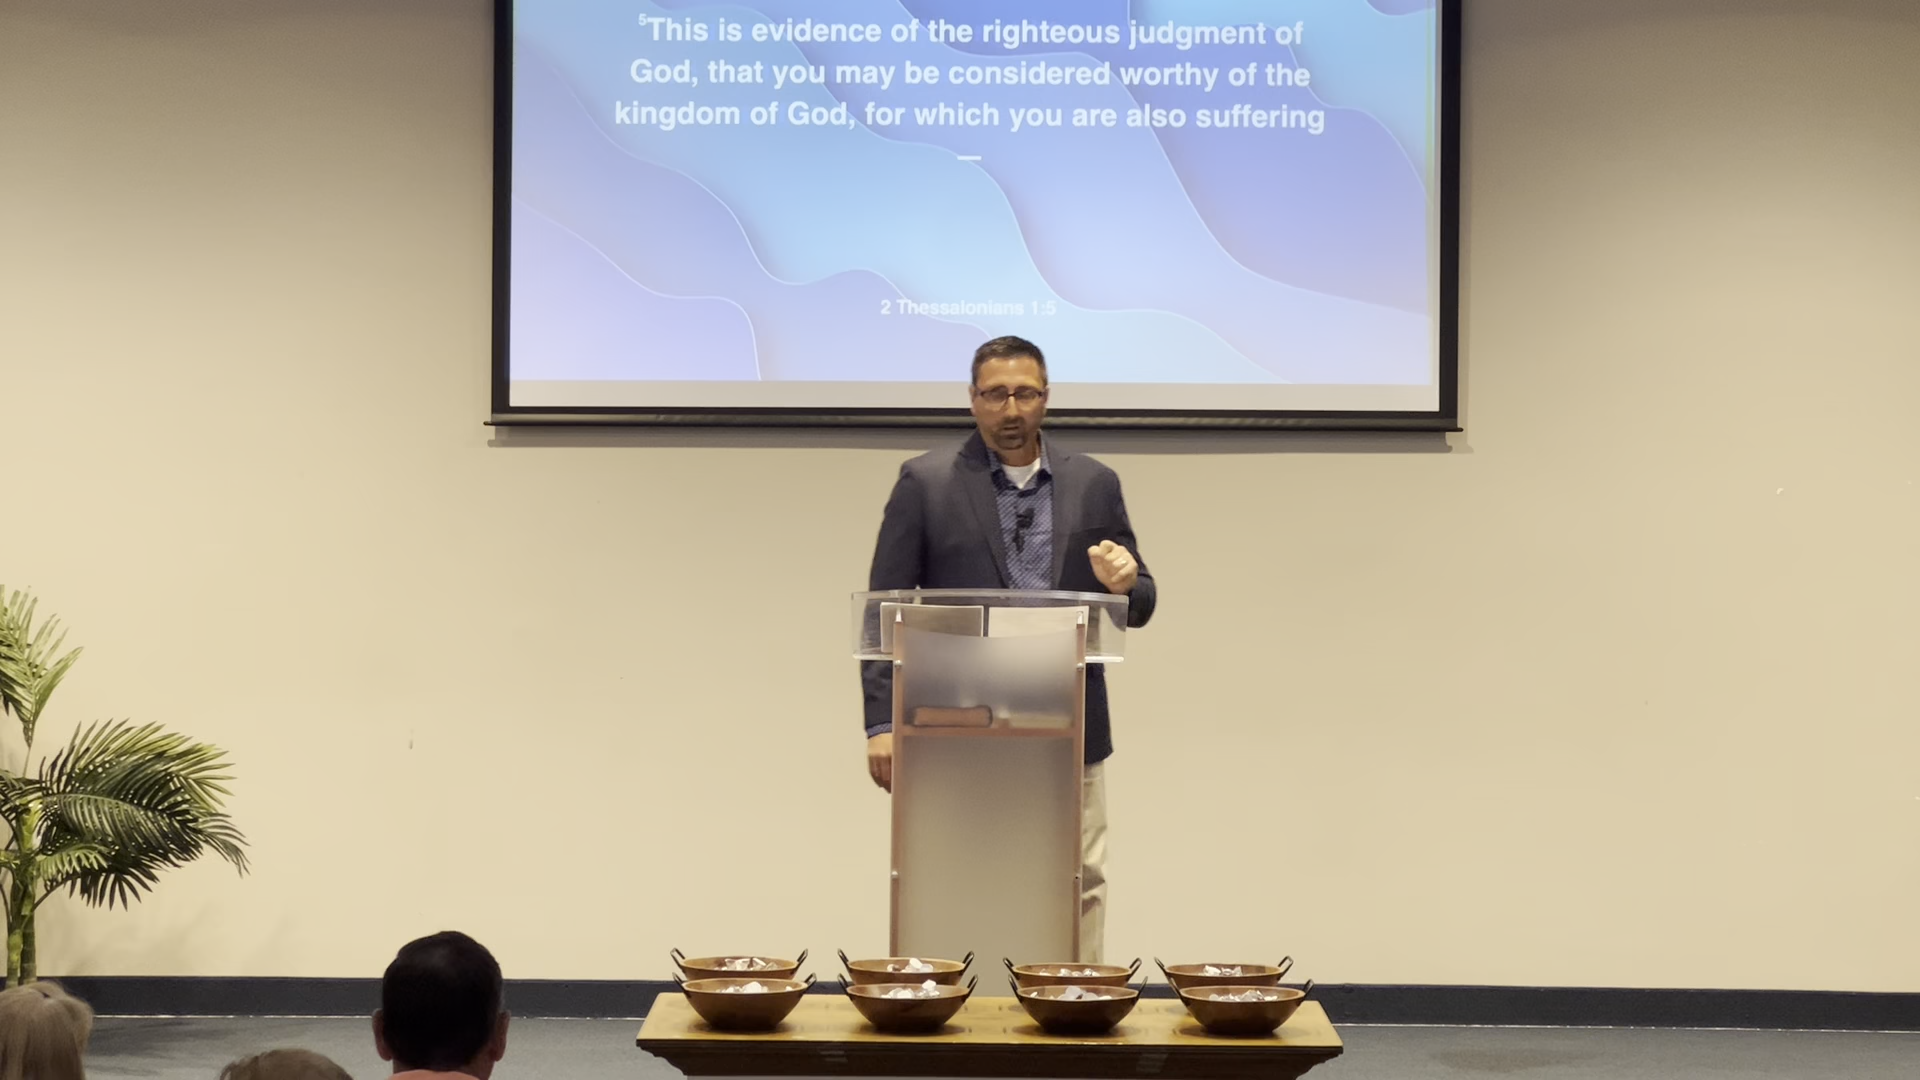 ⁵This is evidence of the righteous judgment of
God, that you may be considered worthy of the
kingdom of God, for which you are also suffering
—
2 Thessalonians 1:5